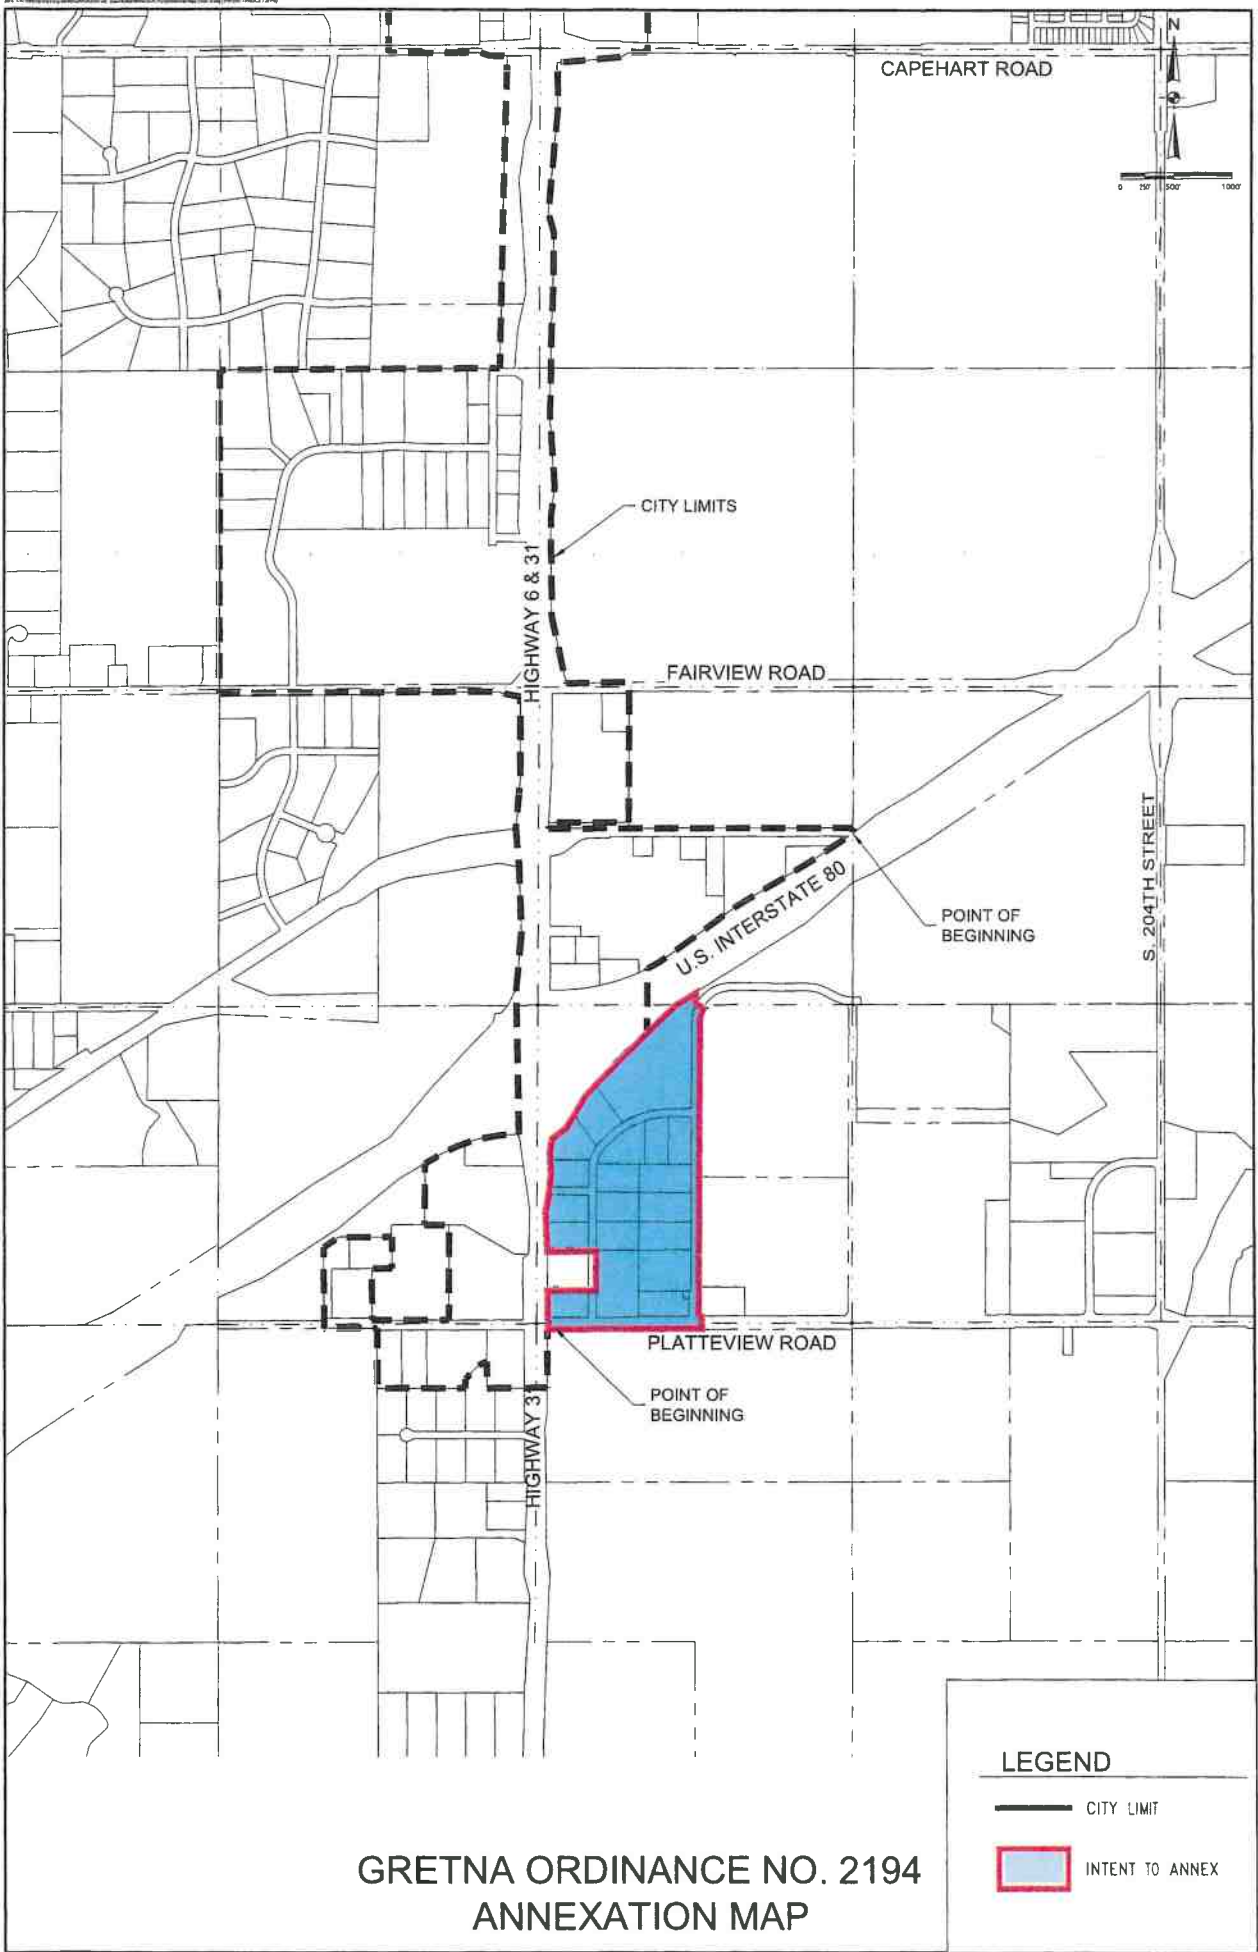 N
CAPEHART ROAD
0 250' 500' 1000'
CITY LIMITS
HIGHWAY 6 & 31
FAIRVIEW ROAD
S. 204TH STREET
U.S. INTERSTATE 80
POINT OF
BEGINNING
PLATTEVIEW ROAD
POINT OF
BEGINNING
HIGHWAY 31
LEGEND
CITY LIMIT
INTENT TO ANNEX
GRETNA ORDINANCE NO. 2194
ANNEXATION MAP